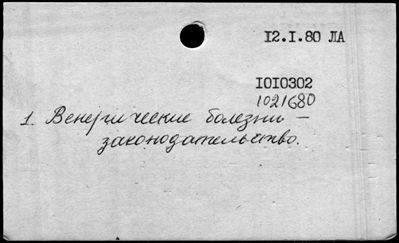 12.I.80 ЛА
I0I0302
1021680
1. Венерические болезни —
законодательство.